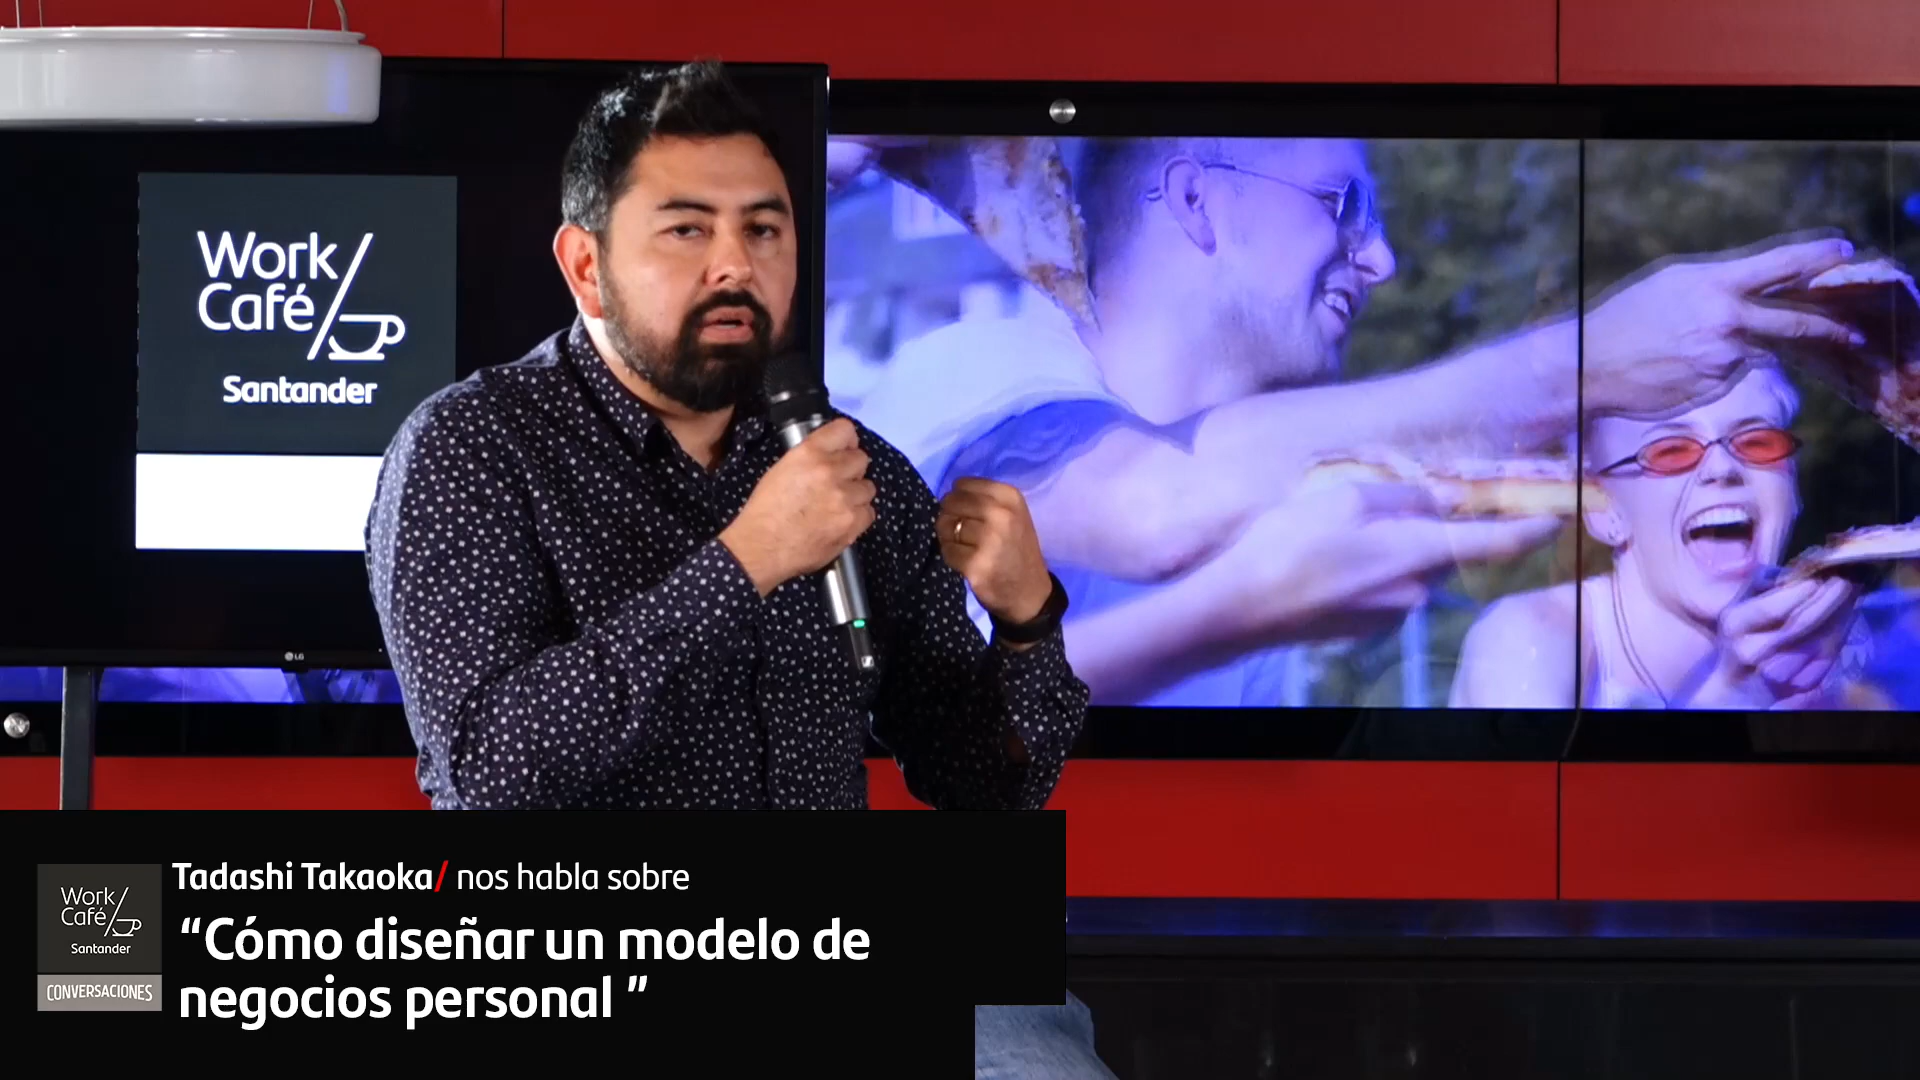 Work
Café
Santander
LG
Work
Café
Santander
CONVERSACIONES
Tadashi Takaoka/ nos habla sobre
“Cómo diseñar un modelo de
negocios personal ”